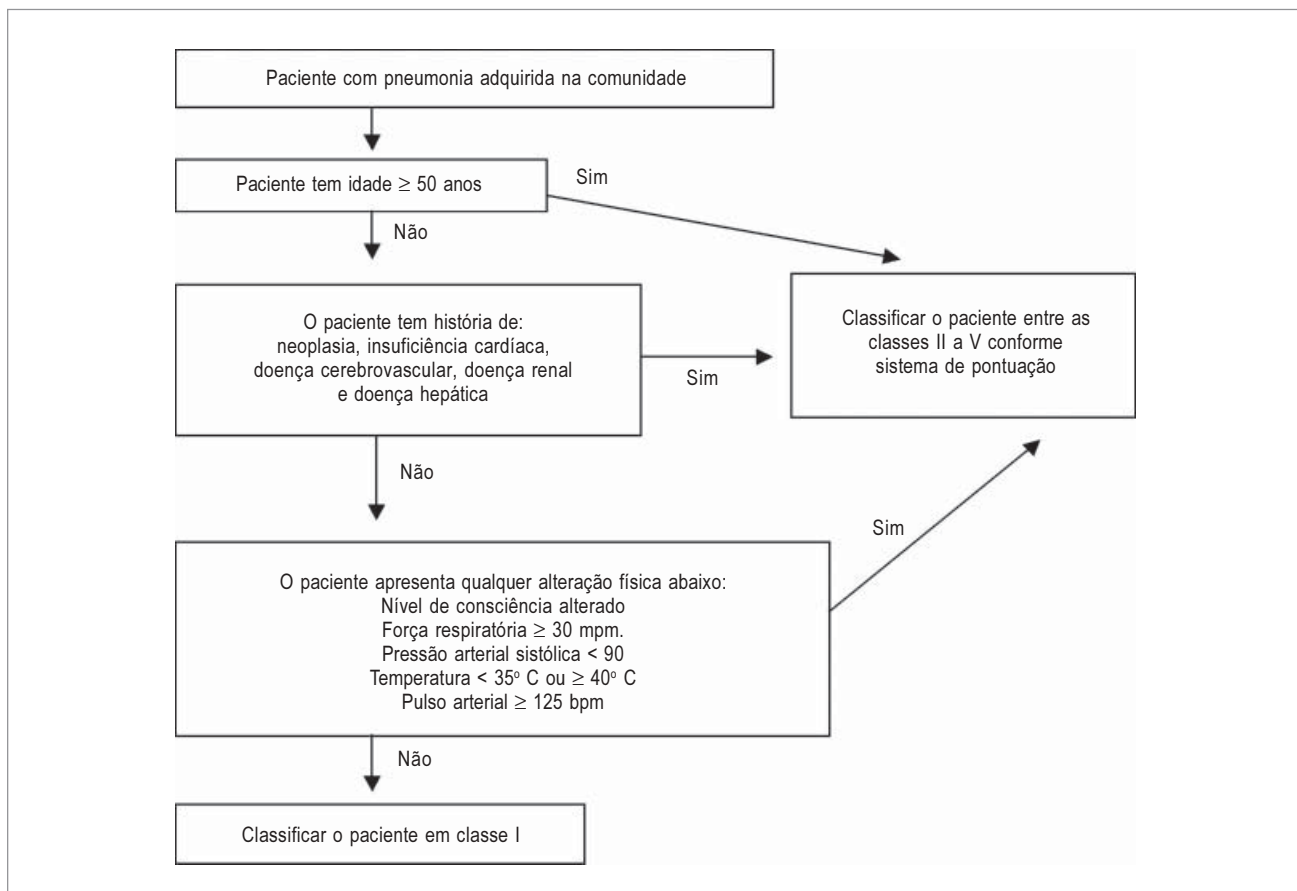 Paciente com pneumonia adquirida na comunidade
Paciente tem idade ≥ 50 anos
Sim
Não
O paciente tem história de:
neoplasia, insuficiência cardíaca,
doença cerebrovascular, doença renal
e doença hepática
Sim
Classificar o paciente entre as
classes II a V conforme
sistema de pontuação
Não
O paciente apresenta qualquer alteração física abaixo:
Nível de consciência alterado
Força respiratória ≥ 30 mpm.
Pressão arterial sistólica < 90
Temperatura < 35º C ou ≥ 40º C
Pulso arterial ≥ 125 bpm
Sim
Não
Classificar o paciente em classe I